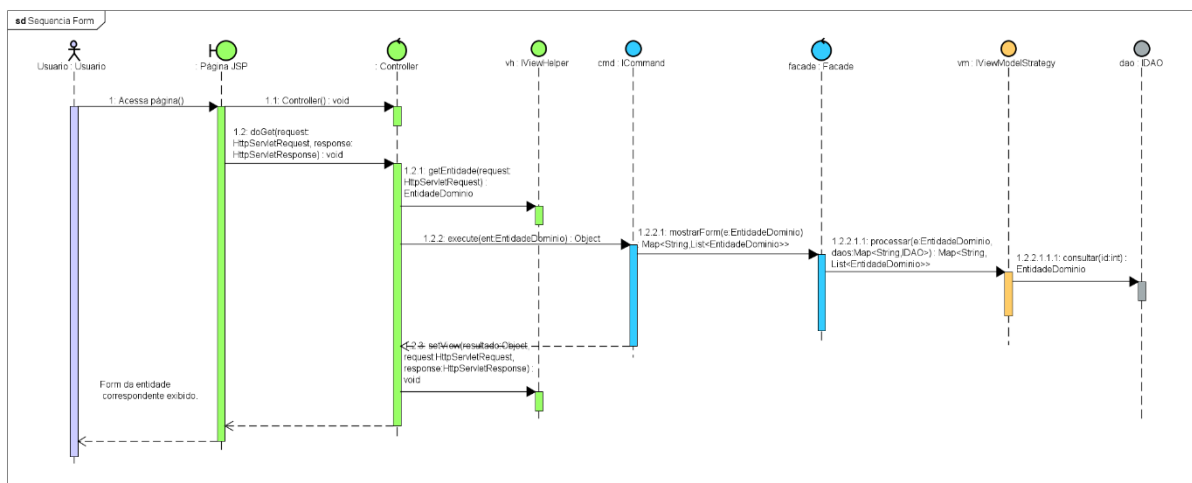 sd Sequencia Form
Usuario : Usuario
: Página JSP
: Controller
vh : IViewHelper
cmd : ICommand
facade : Facade
vm : IViewModelStrategy
dao : IDAO
1: Acessa página()
1.1: Controller() : void
1.2: doGet(request:
HttpServletRequest, response:
HttpServletResponse) : void
1.2.1: getEntidade(request:
HttpServletRequest) :
EntidadeDominio
1.2.2: execute(ent:EntidadeDominio) : Object
1.2.2.1: mostrarForm(e:EntidadeDominio)
Map<String,List<EntidadeDominio>>
1.2.2.1.1: processar(e:EntidadeDominio,
daos:Map<String,IDAO>) : Map<String,
List<EntidadeDominio>>
1.2.2.1.1.1: consultar(id:int) :
EntidadeDominio
1.2.3: setView(resultado:Object,
request:HttpServletRequest,
response:HttpServletResponse) :
void
Form da entidade
correspondente exibido.